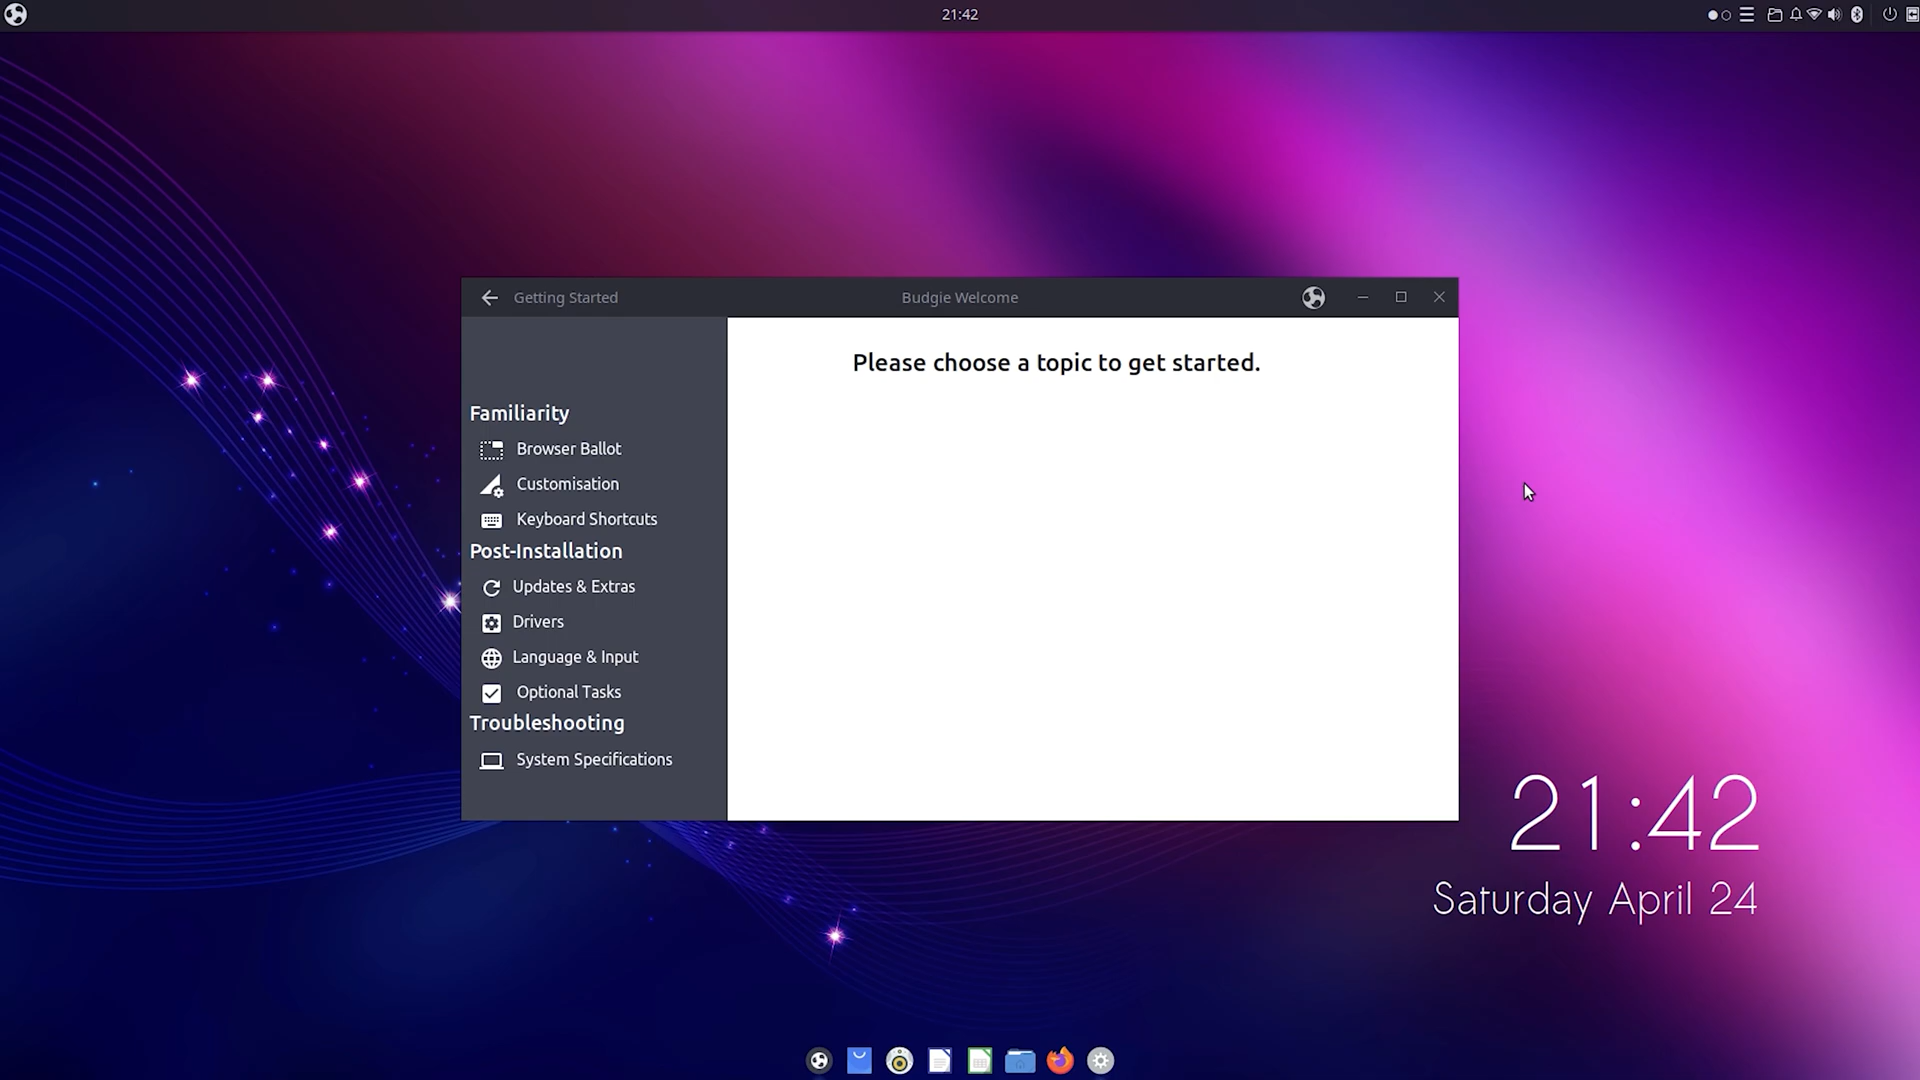 21:42
Getting Started
Budgie Welcome
Please choose a topic to get started.
Familiarity
Browser Ballot
Customisation
Keyboard Shortcuts
Post-Installation
Updates & Extras
Drivers
Language & Input
Optional Tasks
Troubleshooting
System Specifications
21:42
Saturday April 24